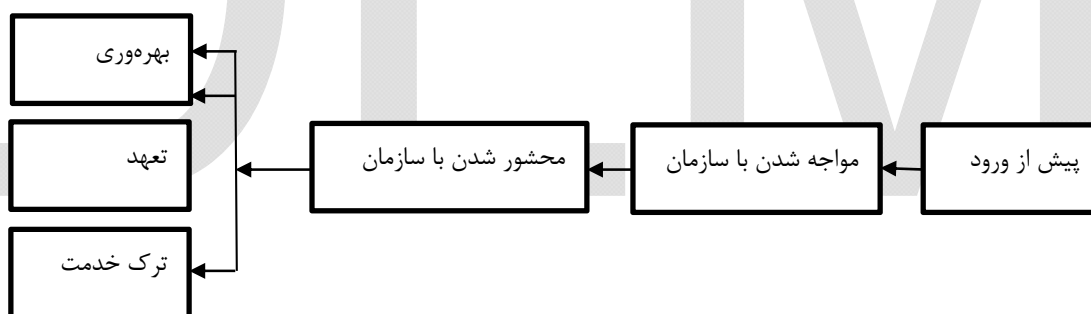 پیش از ورود
مواجه شدن با سازمان
محشور شدن با سازمان
بهره‌وری
تعهد
ترک خدمت